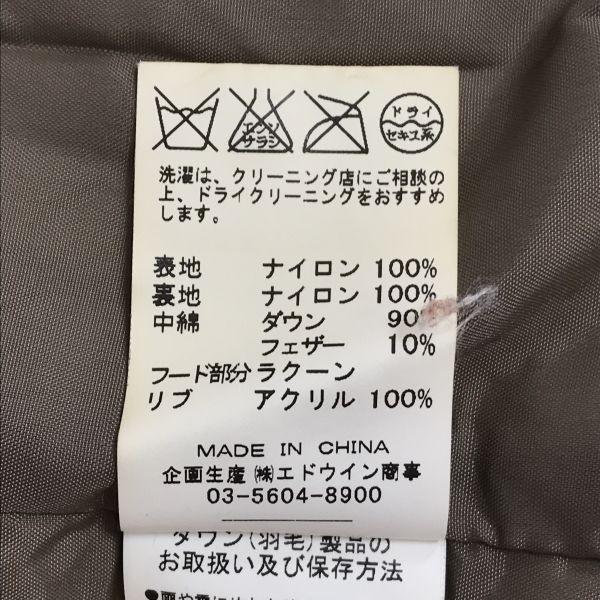 エンソ
サラシ
ドライ
セキユ系
洗濯は、クリーニング店にご相談の
上、ドライクリーニングをおすすめ
します。
表地 ナイロン 100%
裏地 ナイロン 100%
中綿 ダウン 90%
フェザー 10%
フード部分 ラクーン
リブ アクリル 100%
MADE IN CHINA
企画生産 ㈱エドウイン商事
03-5604-8900
ダウン(羽毛)製品の
お取扱い及び保存方法